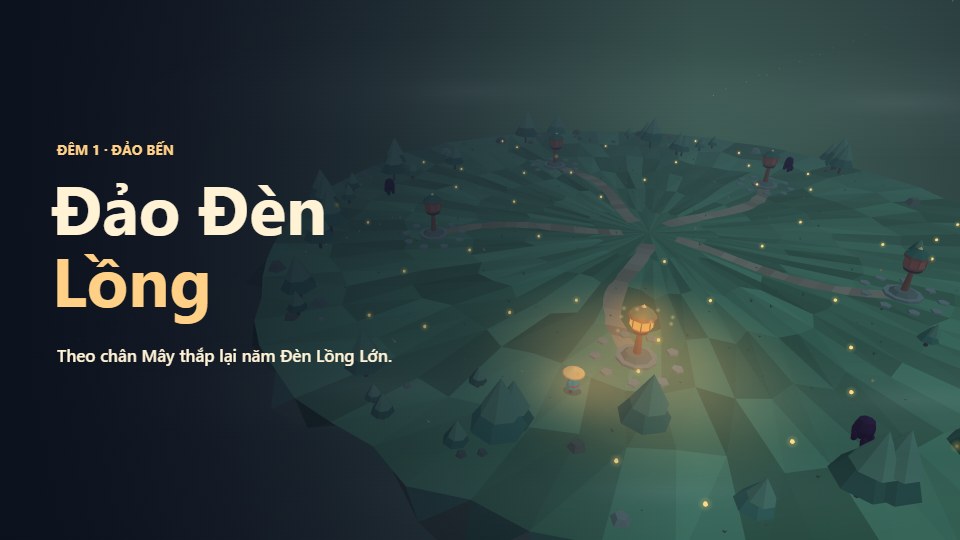 ĐÊM 1 · ĐẢO BẾN
Đảo Đèn
Lồng
Theo chân Mây thắp lại năm Đèn Lồng Lớn.